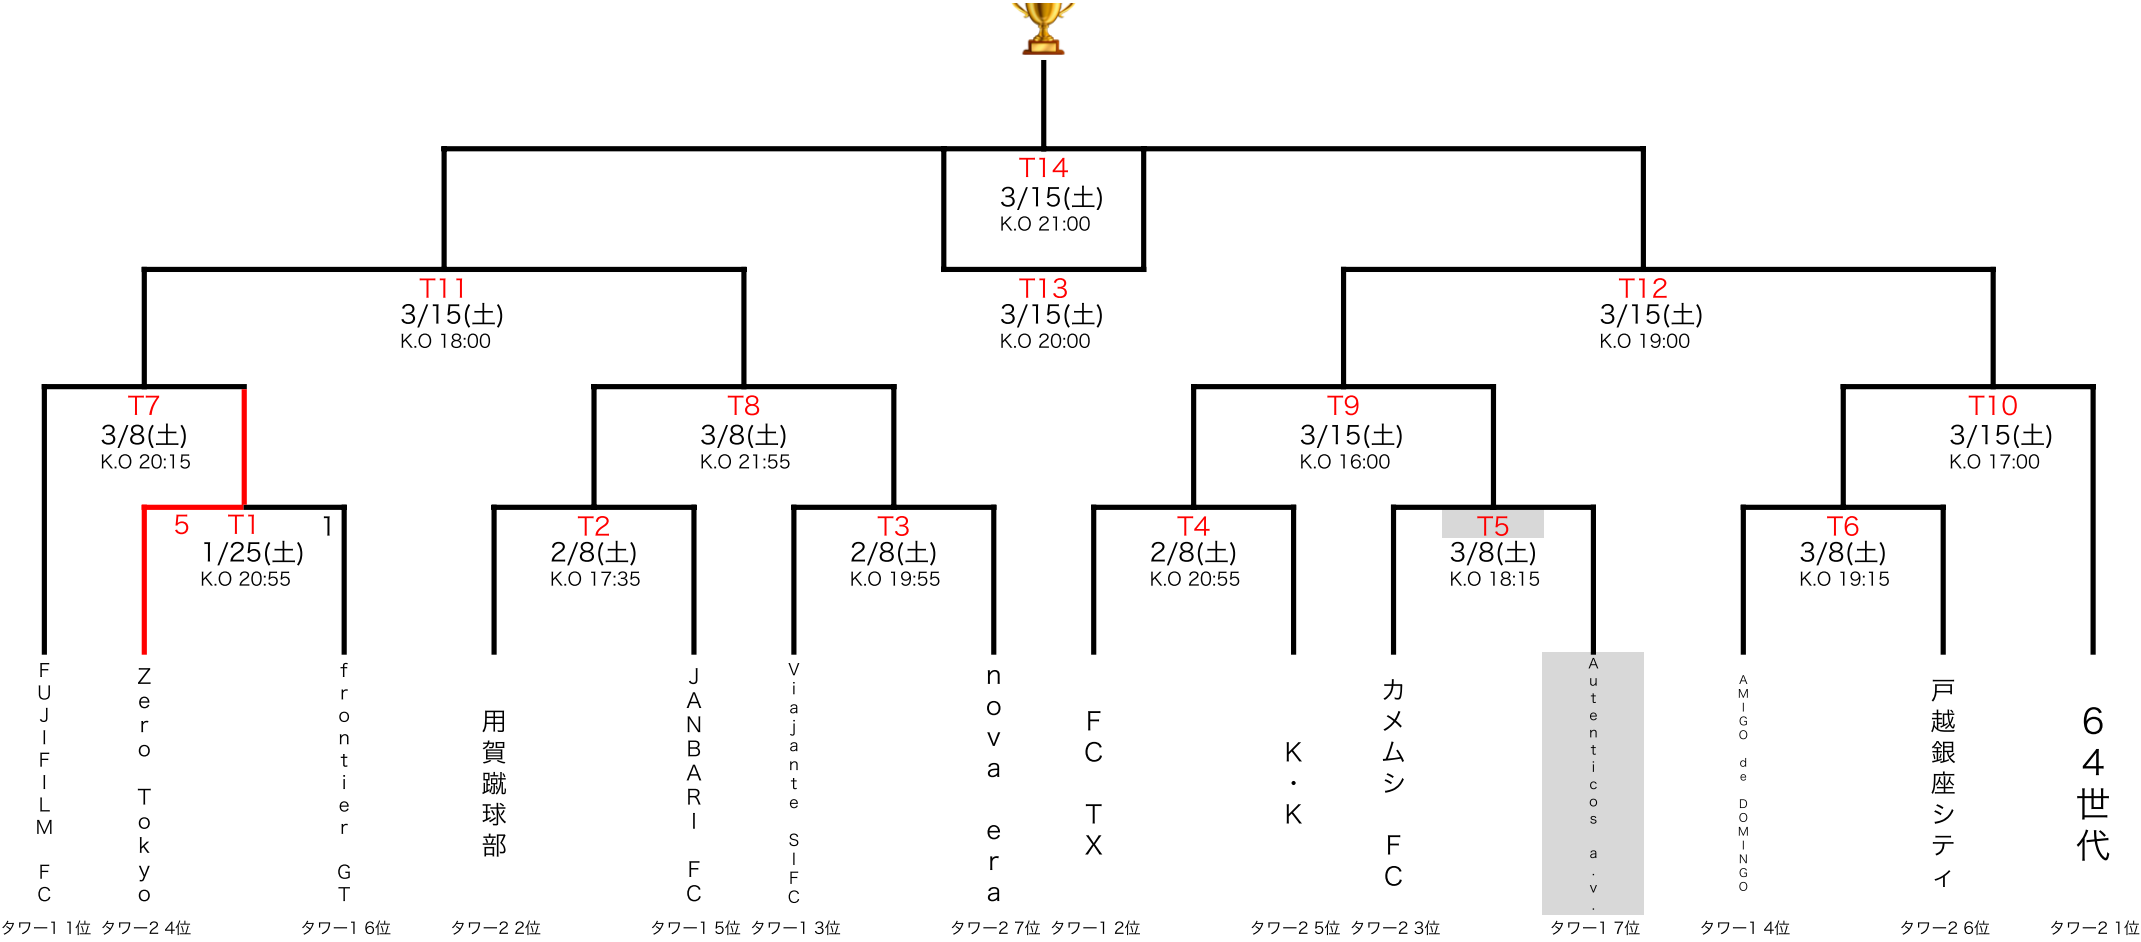 T14
3/15(土)
K.O 21:00
T11
3/15(土)
K.O 18:00
T13
3/15(土)
K.O 20:00
T12
3/15(土)
K.O 19:00
T7
3/8(土)
K.O 20:15
T8
3/8(土)
K.O 21:55
T9
3/15(土)
K.O 16:00
T10
3/15(土)
K.O 17:00
5 T1 1
1/25(土)
K.O 20:55
T2
2/8(土)
K.O 17:35
T3
2/8(土)
K.O 19:55
T4
2/8(土)
K.O 20:55
T5
3/8(土)
K.O 18:15
T6
3/8(土)
K.O 19:15
FUJIFILM FC
Zero Tokyo
frontier GT
用賀蹴球部
JANBARI FC
Viajante SIFC
nova era
FC TX
K・K
カメムシ FC
Autenticos a.v.
AMIGO de DOMINGO
戸越銀座シティ
64世代
タワー1 1位
タワー2 4位
タワー1 6位
タワー2 2位
タワー1 5位
タワー1 3位
タワー2 7位
タワー1 2位
タワー2 5位
タワー2 3位
タワー1 7位
タワー1 4位
タワー2 6位
タワー2 1位